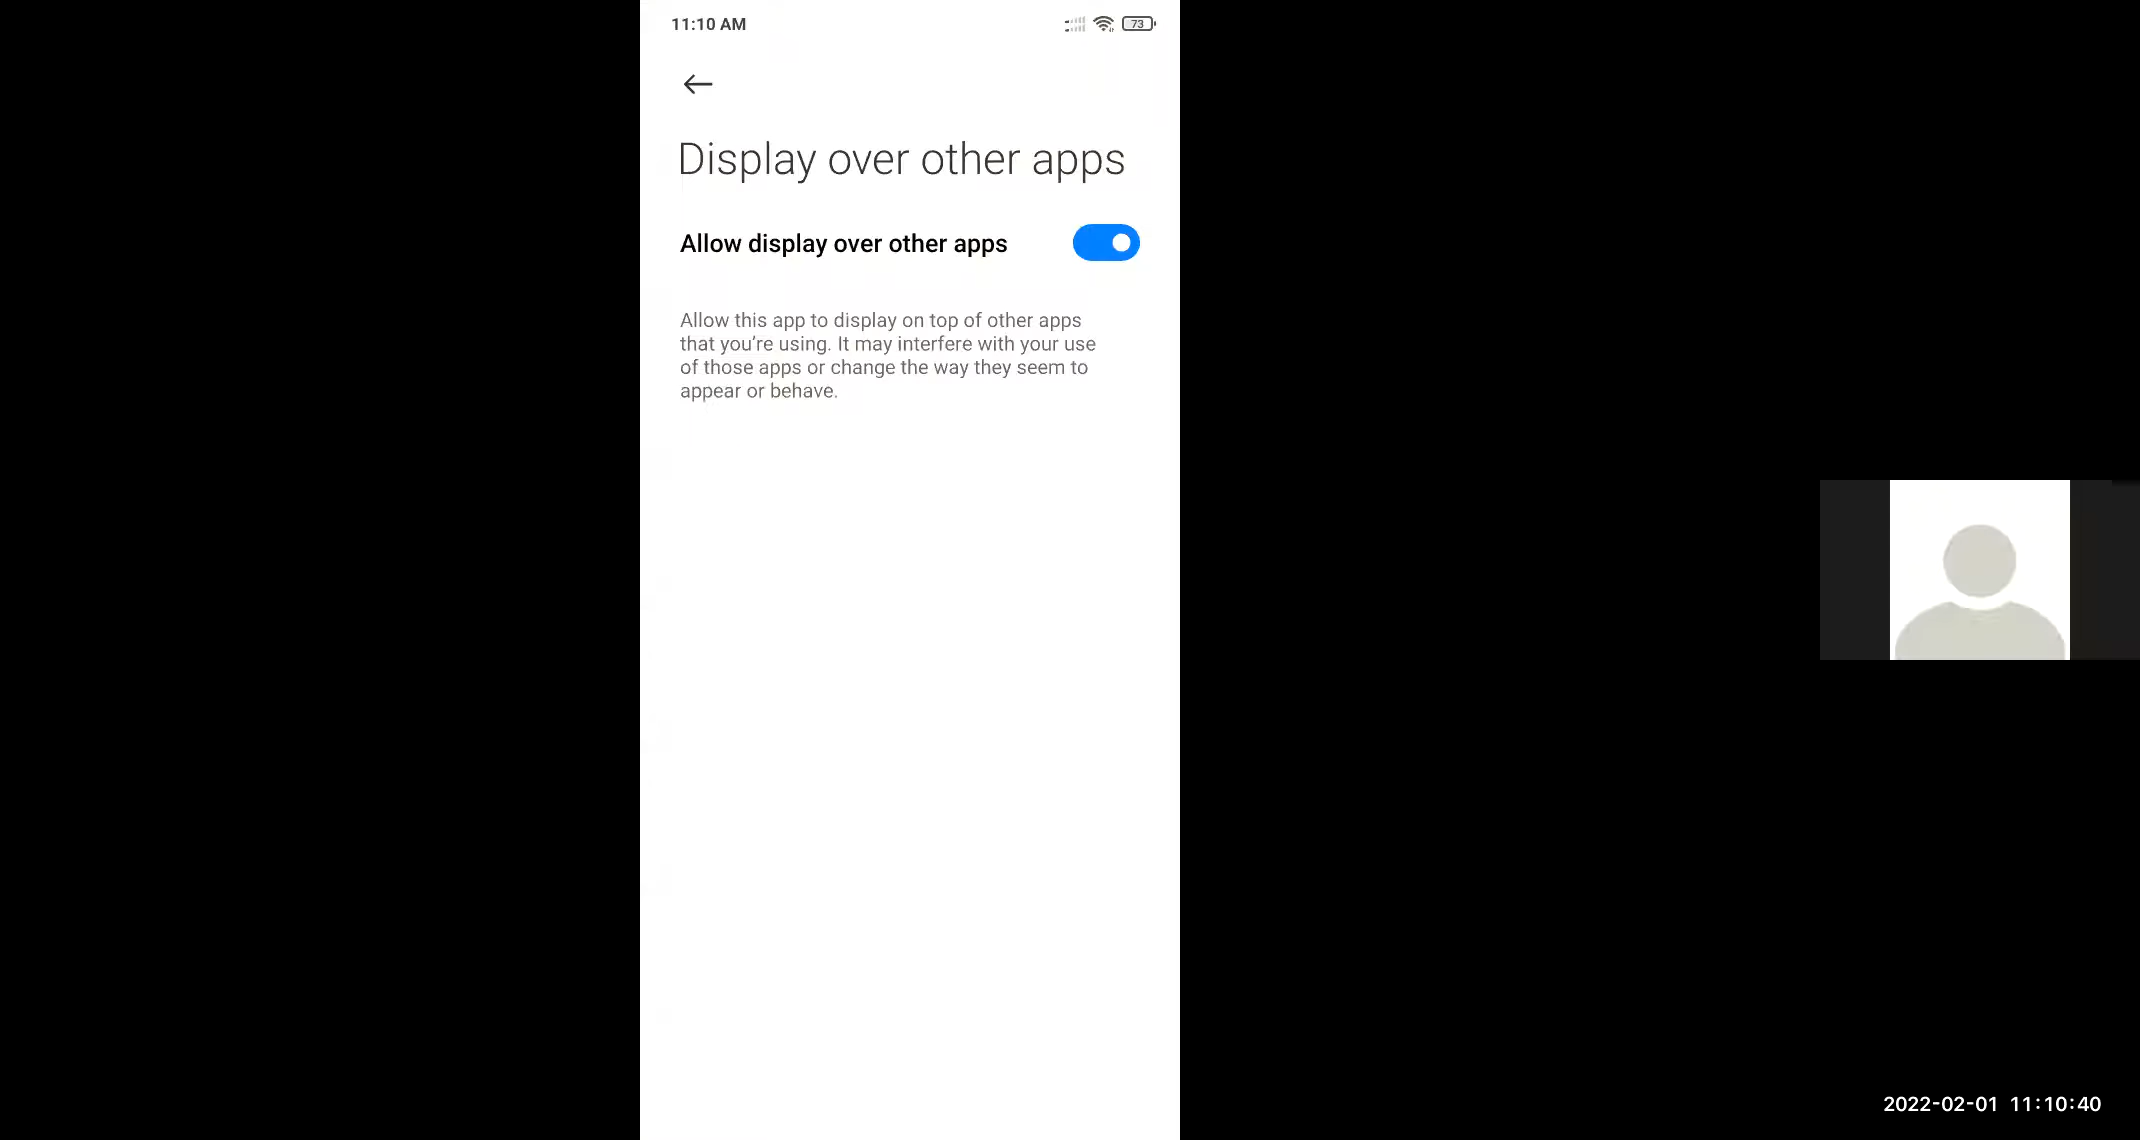 11:10 AM
73
Display over other apps
Allow display over other apps
Allow this app to display on top of other apps
that you’re using. It may interfere with your use
of those apps or change the way they seem to
appear or behave.
2022-02-01 11:10:40